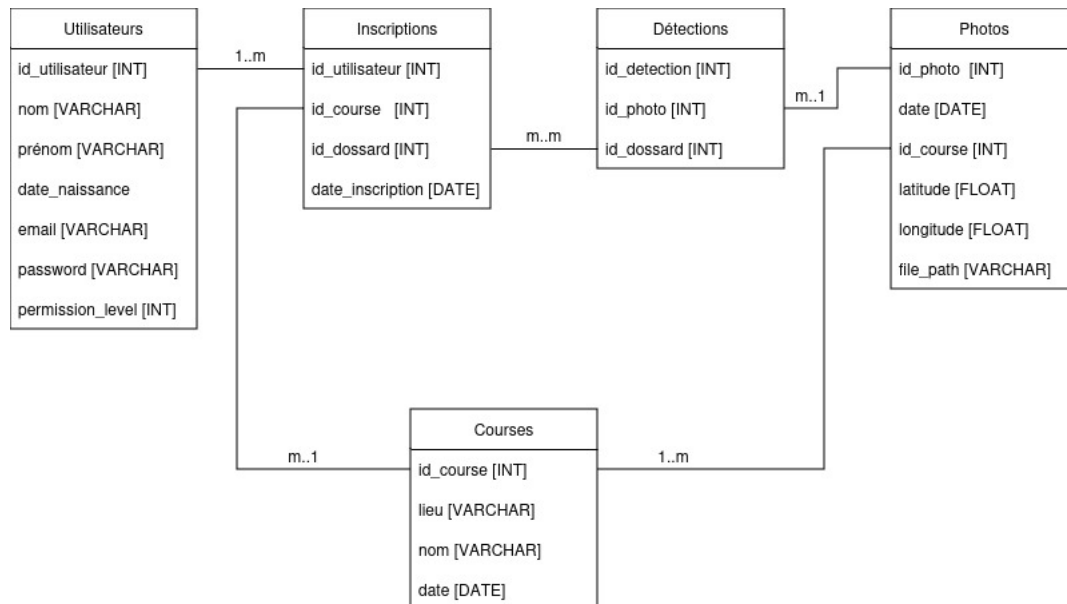 Utilisateurs
id_utilisateur [INT]
nom [VARCHAR]
prénom [VARCHAR]
date_naissance
email [VARCHAR]
password [VARCHAR]
permission_level [INT]
1..m
Inscriptions
id_utilisateur [INT]
id_course [INT]
id_dossard [INT]
date_inscription [DATE]
m..m
Détections
id_detection [INT]
id_photo [INT]
id_dossard [INT]
m..1
Photos
id_photo [INT]
date [DATE]
id_course [INT]
latitude [FLOAT]
longitude [FLOAT]
file_path [VARCHAR]
m..1
Courses
id_course [INT]
lieu [VARCHAR]
nom [VARCHAR]
date [DATE]
1..m